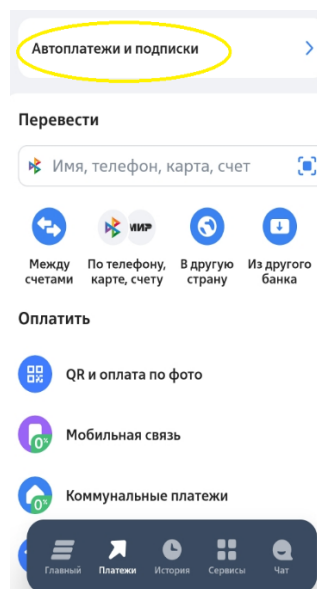 Автоплатежи и подписки
Перевести
Имя, телефон, карта, счет
МИР
Между счетами
По телефону, карте, счету
В другую страну
Из другого банка
Оплатить
QR и оплата по фото
Мобильная связь
0%
Коммунальные платежи
0%
Главный
Платежи
История
Сервисы
Чат